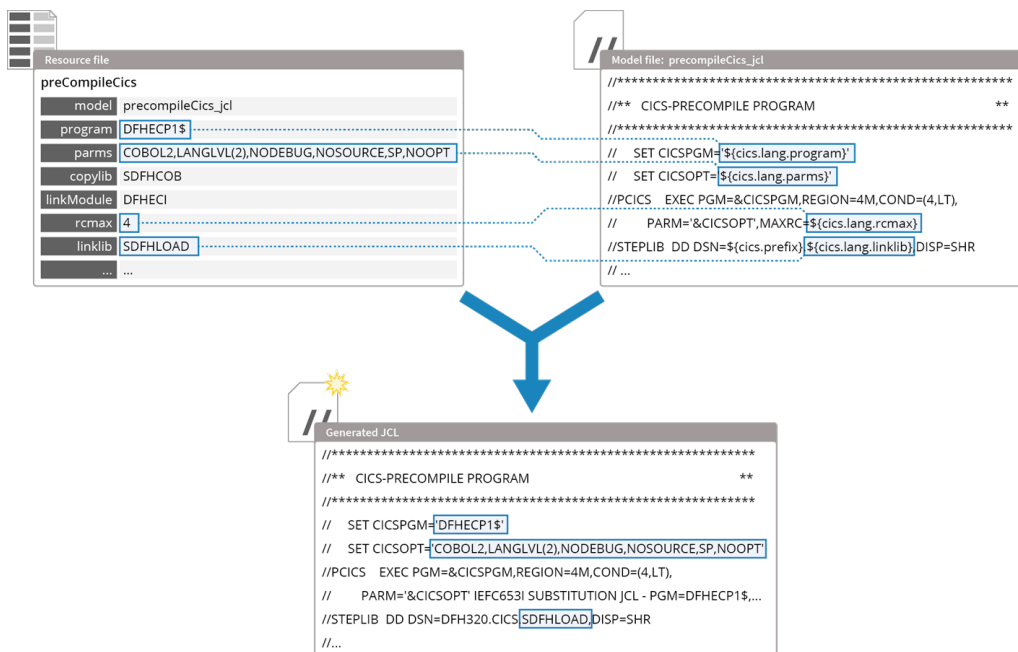 Resource file
preCompileCics
model precompileCics_jcl
program DFHECP1$
parms COBOL2,LANGLVL(2),NODEBUG,NOSOURCE,SP,NOOPT
copylib SDFHCOB
linkModule DFHECI
rcmax 4
linklib SDFHLOAD
... ...
//
Model file: precompileCics_jcl
//********************************************************
//** CICS-PRECOMPILE PROGRAM **
//********************************************************
// SET CICSPGM='${cics.lang.program}'
// SET CICSOPT='${cics.lang.parms}'
//PCICS EXEC PGM=&CICSPGM,REGION=4M,COND=(4,LT),
// PARM='&CICSOPT',MAXRC=${cics.lang.rcmax}
//STEPLIB DD DSN=${cics.prefix}.${cics.lang.linklib},DISP=SHR
// ...
//
Generated JCL
//************************************************************
//** CICS-PRECOMPILE PROGRAM **
//************************************************************
// SET CICSPGM='DFHECP1$'
// SET CICSOPT='COBOL2,LANGLVL(2),NODEBUG,NOSOURCE,SP,NOOPT'
//PCICS EXEC PGM=&CICSPGM,REGION=4M,COND=(4,LT),
// PARM='&CICSOPT' IEFC653I SUBSTITUTION JCL - PGM=DFHECP1$,...
//STEPLIB DD DSN=DFH320.CICS.SDFHLOAD,DISP=SHR
//...